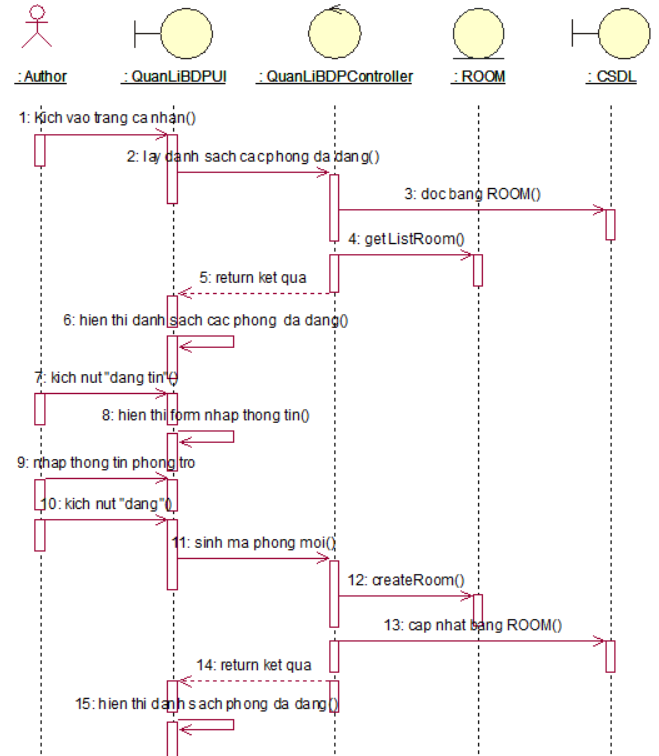 : Author : QuanLiBDPUI : QuanLiBDPController : ROOM : CSDL
1: Kich vao trang ca nhan()
2: lay danh sach cac phong da dang()
3: doc bang ROOM()
4: getListRoom()
5: return ket qua
6: hien thi danh sach cac phong da dang()
7: kich nut "dang tin"()
8: hien thi form nhap thong tin()
9: nhap thong tin phong tro
10: kich nut "dang"()
11: sinh ma phong moi()
12: createRoom()
13: cap nhat bang ROOM()
14: return ket qua
15: hien thi danh sach phong da dang()